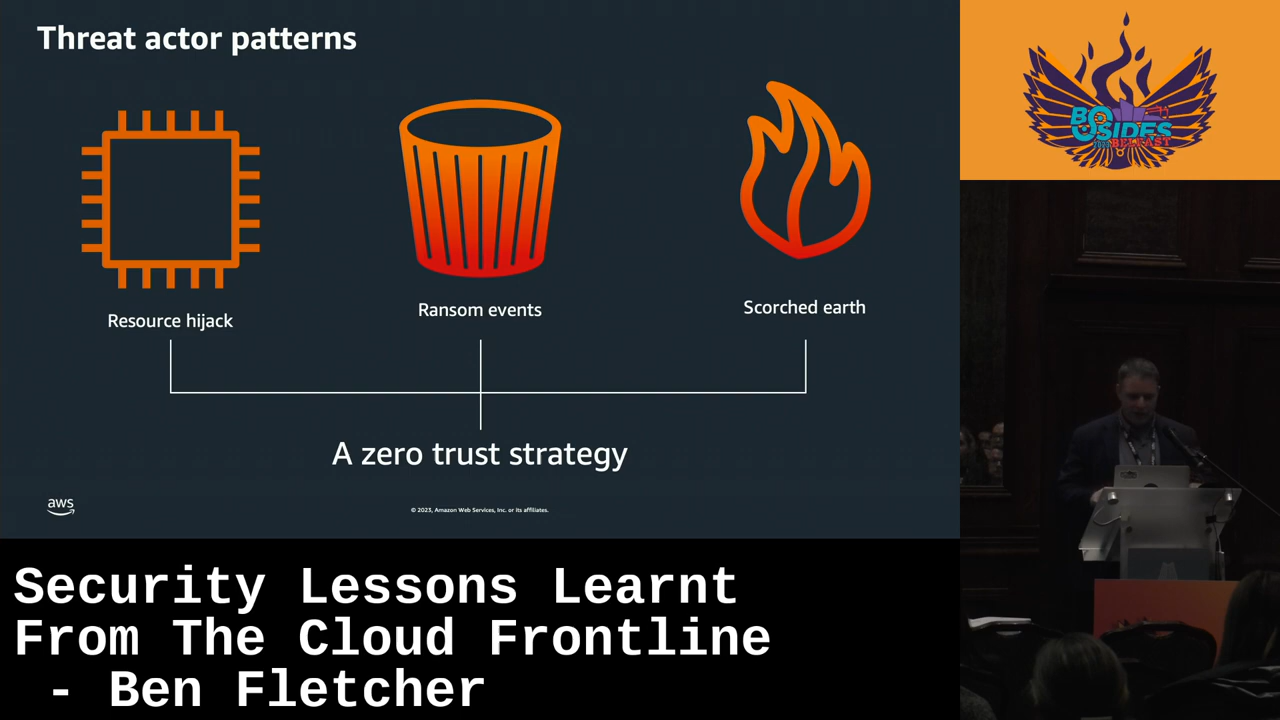 Threat actor patterns
Resource hijack
Ransom events
Scorched earth
A zero trust strategy
aws
© 2023, Amazon Web Services, Inc. or its affiliates.
BSIDES
BELFAST
Security Lessons Learnt
From The Cloud Frontline
- Ben Fletcher